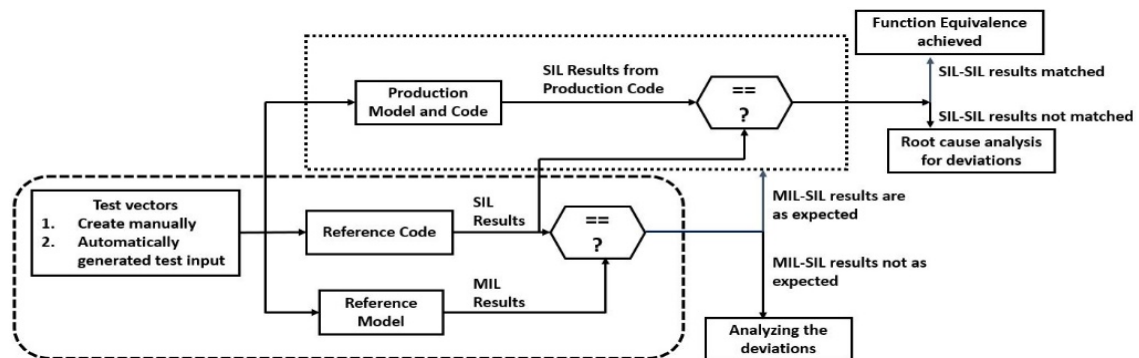 Function Equivalence
achieved
SIL Results from
Production Code
SIL-SIL results matched
Production
Model and Code
==
?
SIL-SIL results not matched
Root cause analysis
for deviations
Test vectors
1. Create manually
2. Automatically
generated test input
SIL
Results
Reference Code
==
?
MIL-SIL results are
as expected
MIL-SIL results not as
expected
MIL
Results
Reference
Model
Analyzing the
deviations